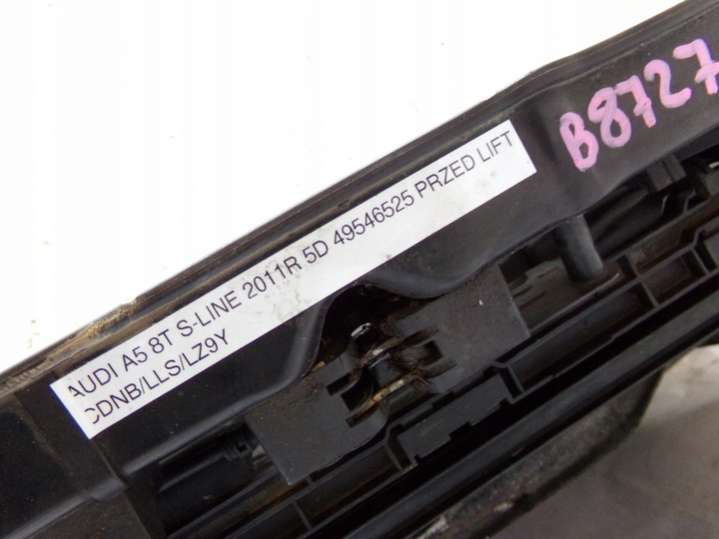 B8727
AUDI A5 8T S-LINE 2011R 5D 49546525 PRZED LIFT
CDNB/LLS/LZ9Y